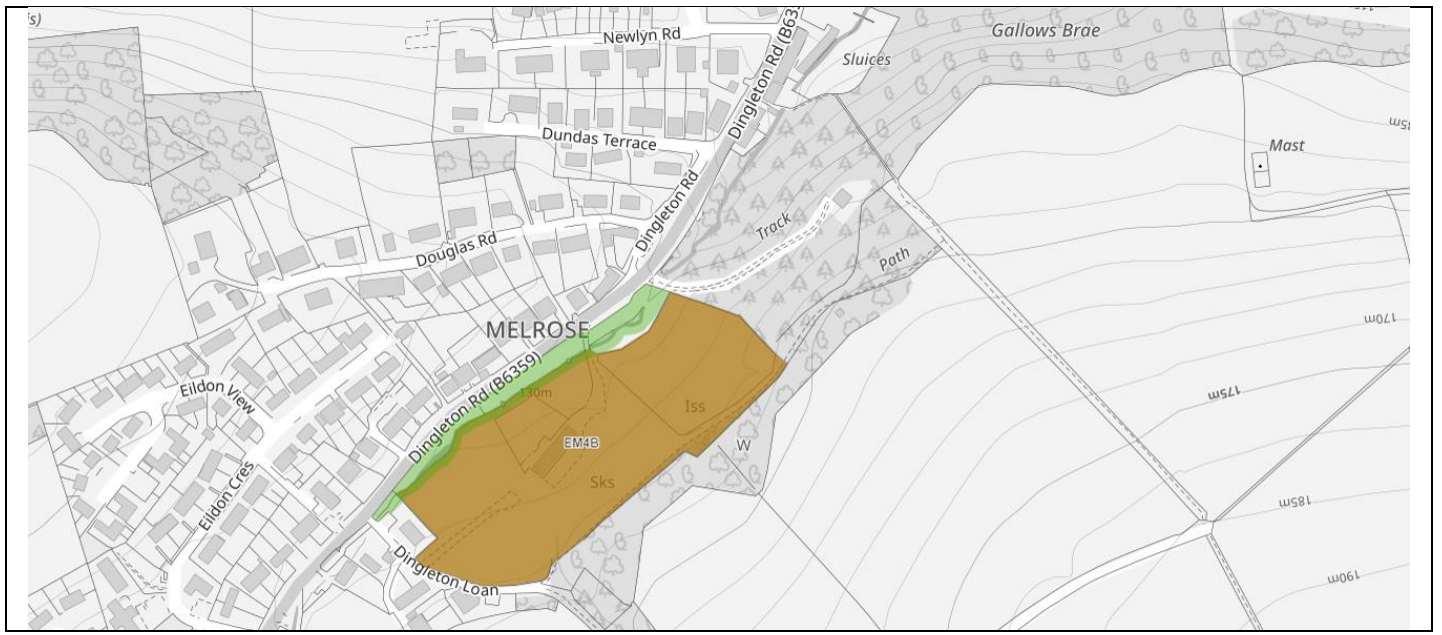 is)
Newlyn Rd
Dingleton Rd (B63
Sluices
Gallows Brae
Dundas Terrace
Mast
Dingleton Rd
Track
Douglas Rd
Path
MELROSE
170m
Dingleton Rd (B6359)
Eildon View
130m
175m
Iss
EM4B
W
Sks
Eildon Cres
185m
Dingleton Loan
190m